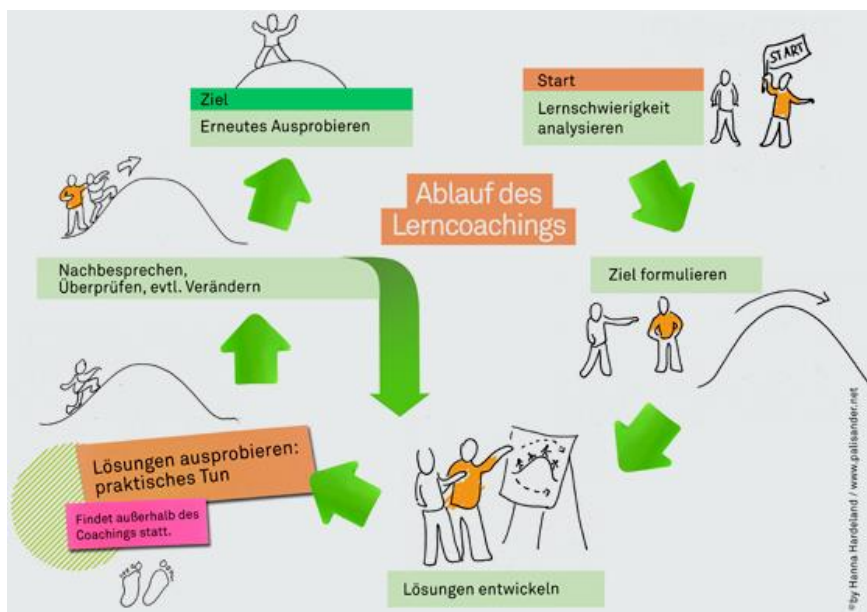 Ablauf des
Lerncoachings
Start
Lernschwierigkeit
analysieren
START
Ziel formulieren
Lösungen entwickeln
Lösungen ausprobieren:
praktisches Tun
Findet außerhalb des
Coachings statt.
Nachbesprechen,
Überprüfen, evtl. Verändern
Ziel
Erneutes Ausprobieren
by Hanna Hardeland / www.palisander.net